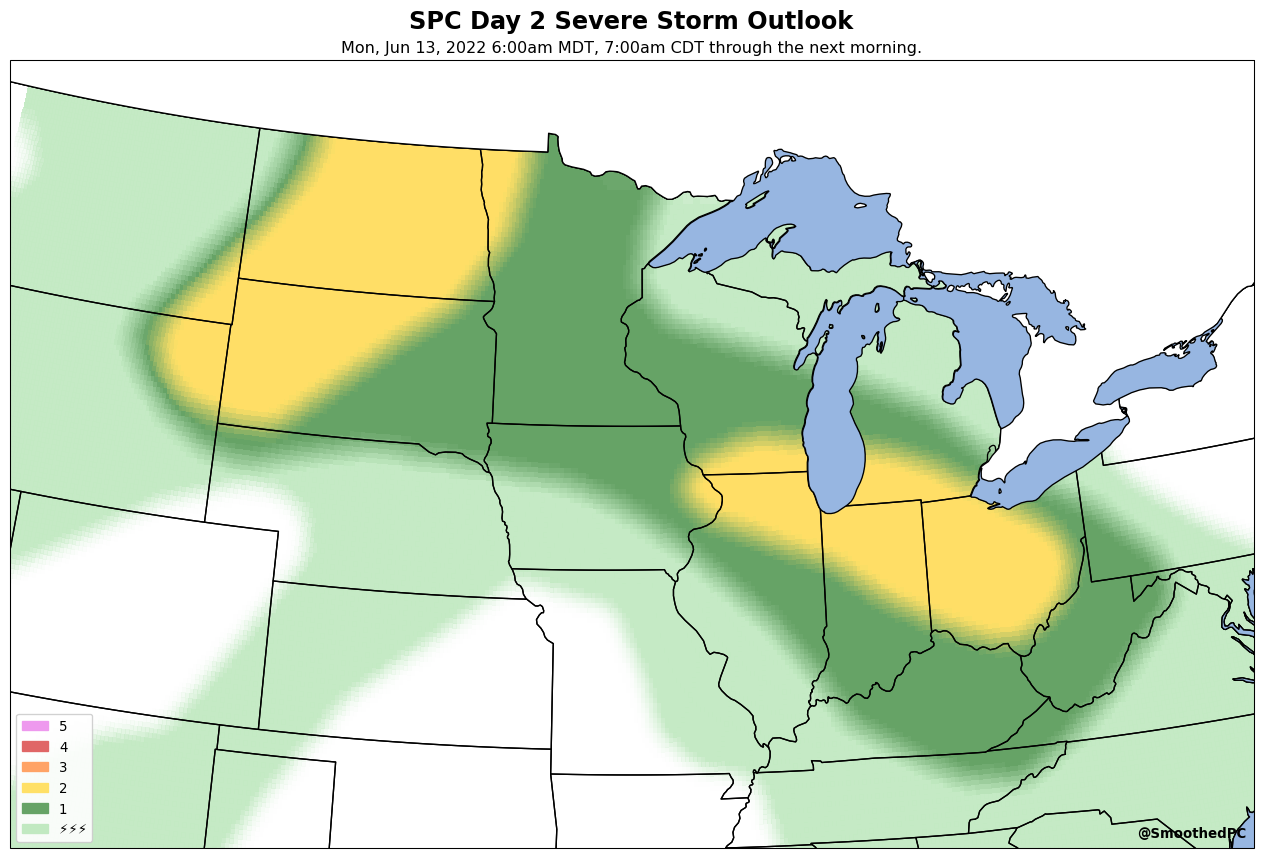 SPC Day 2 Severe Storm Outlook
Mon, Jun 13, 2022 6:00am MDT, 7:00am CDT through the next morning.
5
4
3
2
1
⚡⚡⚡
@SmoothedPC